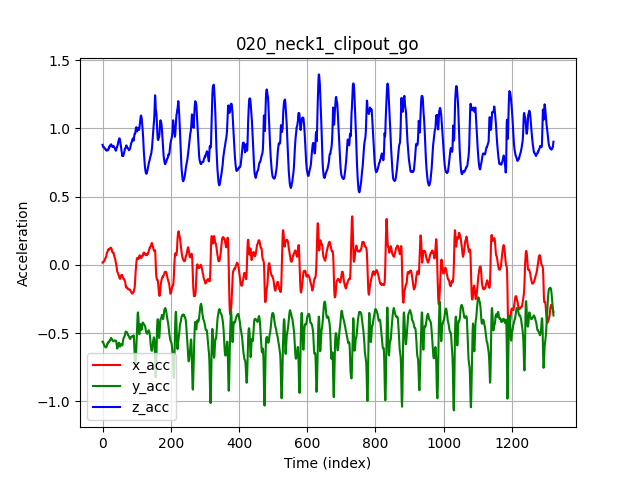 020_neck1_clipout_go
1.5
1.0
0.5
0.0
−0.5
−1.0
Acceleration
x_acc
y_acc
z_acc
0 200 400 600 800 1000 1200
Time (index)